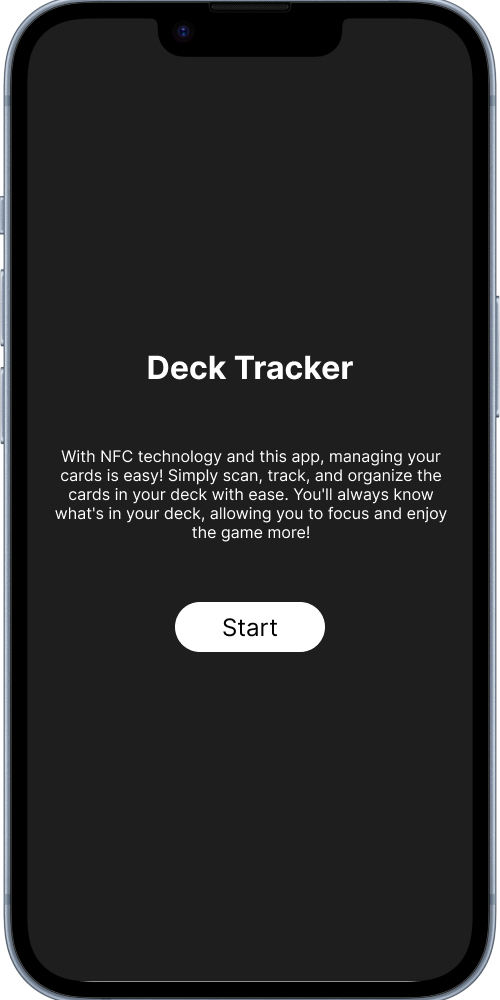 Deck Tracker
With NFC technology and this app, managing your
cards is easy! Simply scan, track, and organize the
cards in your deck with ease. You'll always know
what's in your deck, allowing you to focus and enjoy
the game more!
Start